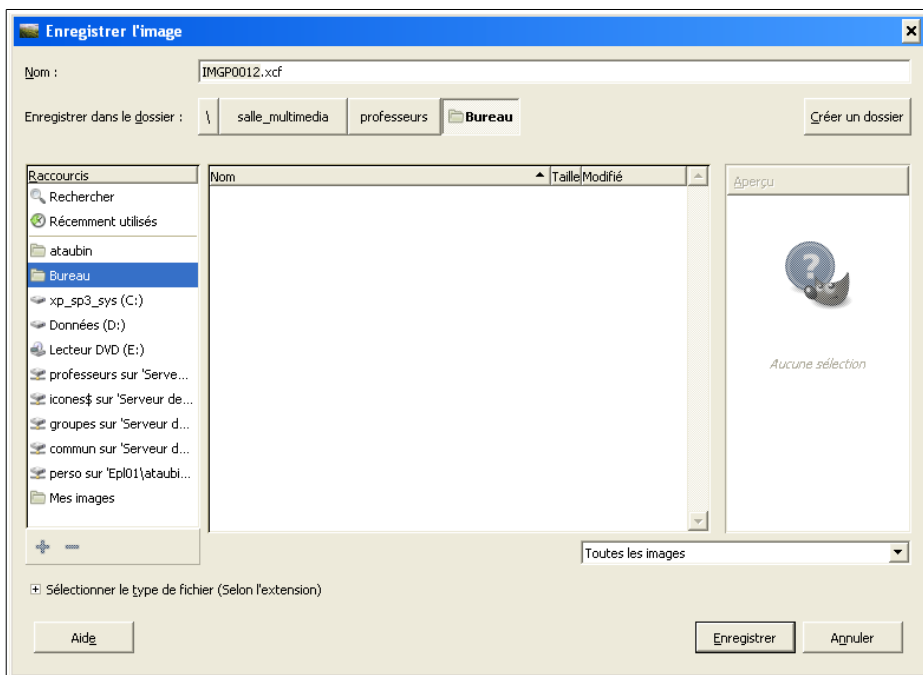 Enregistrer l'image
Nom :
IMGP0012.xcf
Enregistrer dans le dossier :
\ salle_multimedia professeurs Bureau
Créer un dossier
Raccourcis
Rechercher
Récemment utilisés
ataubin
Bureau
xp_sp3_sys (C:)
Données (D:)
Lecteur DVD (E:)
professeurs sur 'Serve...
icones$ sur 'Serveur de...
groupes sur 'Serveur d...
commun sur 'Serveur d...
perso sur 'Epl01\ataubi...
Mes images
Nom Taille Modifié
Aperçu
Aucune sélection
Toutes les images
Sélectionner le type de fichier (Selon l'extension)
Aide
Enregistrer
Annuler